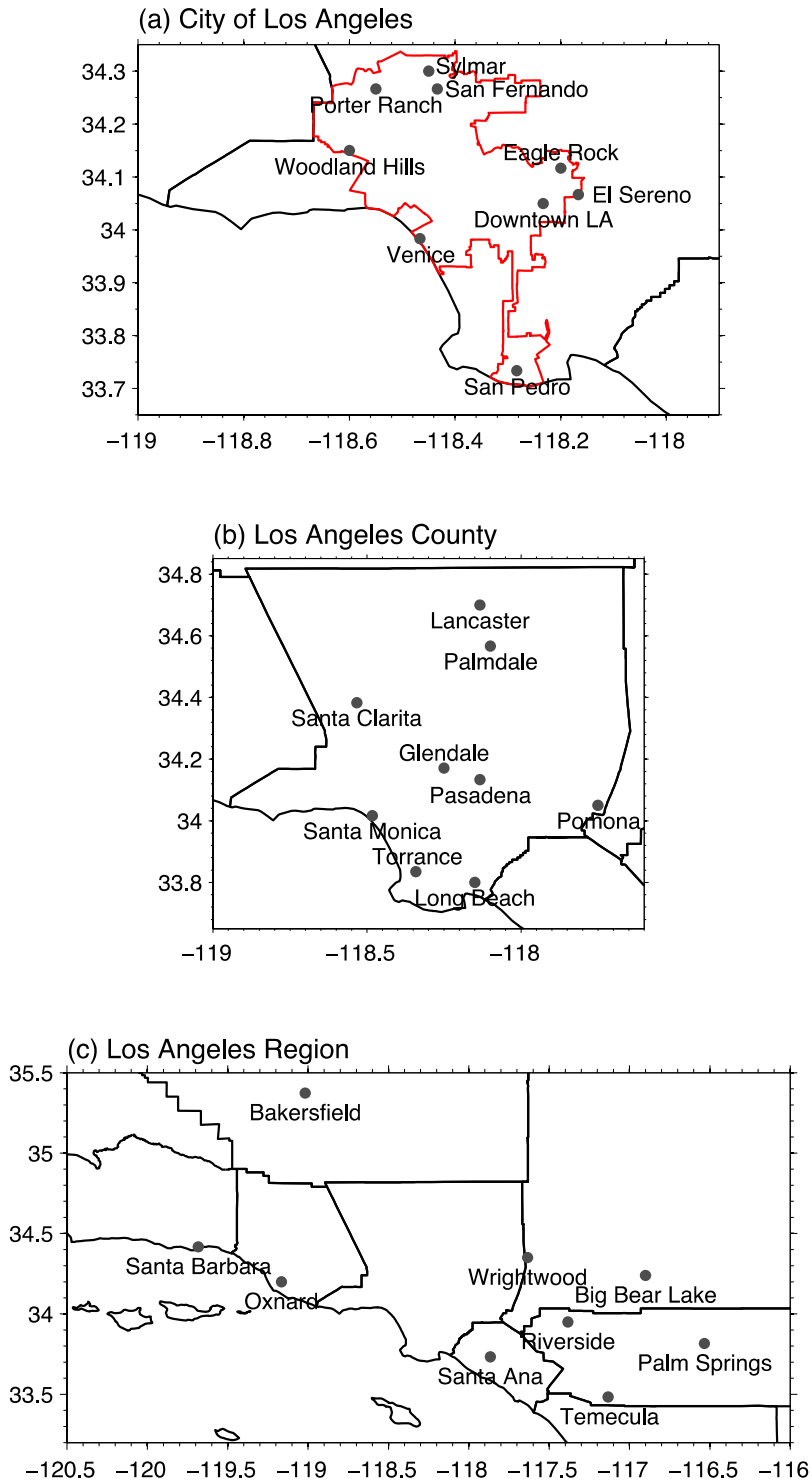 (a) City of Los Angeles
34.3
34.2
34.1
34
33.9
33.8
33.7
Sylmar
San Fernando
Porter Ranch
Eagle Rock
Woodland Hills
El Sereno
Downtown LA
Venice
San Pedro
−119 −118.8 −118.6 −118.4 −118.2 −118
(b) Los Angeles County
34.8
34.6
34.4
34.2
34
33.8
Lancaster
Palmdale
Santa Clarita
Glendale
Pasadena
Pomona
Santa Monica
Torrance
Long Beach
−119 −118.5 −118
(c) Los Angeles Region
35.5
35
34.5
34
33.5
Bakersfield
Santa Barbara
Wrightwood
Big Bear Lake
Oxnard
Riverside
Palm Springs
Santa Ana
Temecula
−120.5 −120 −119.5 −119 −118.5 −118 −117.5 −117 −116.5 −116